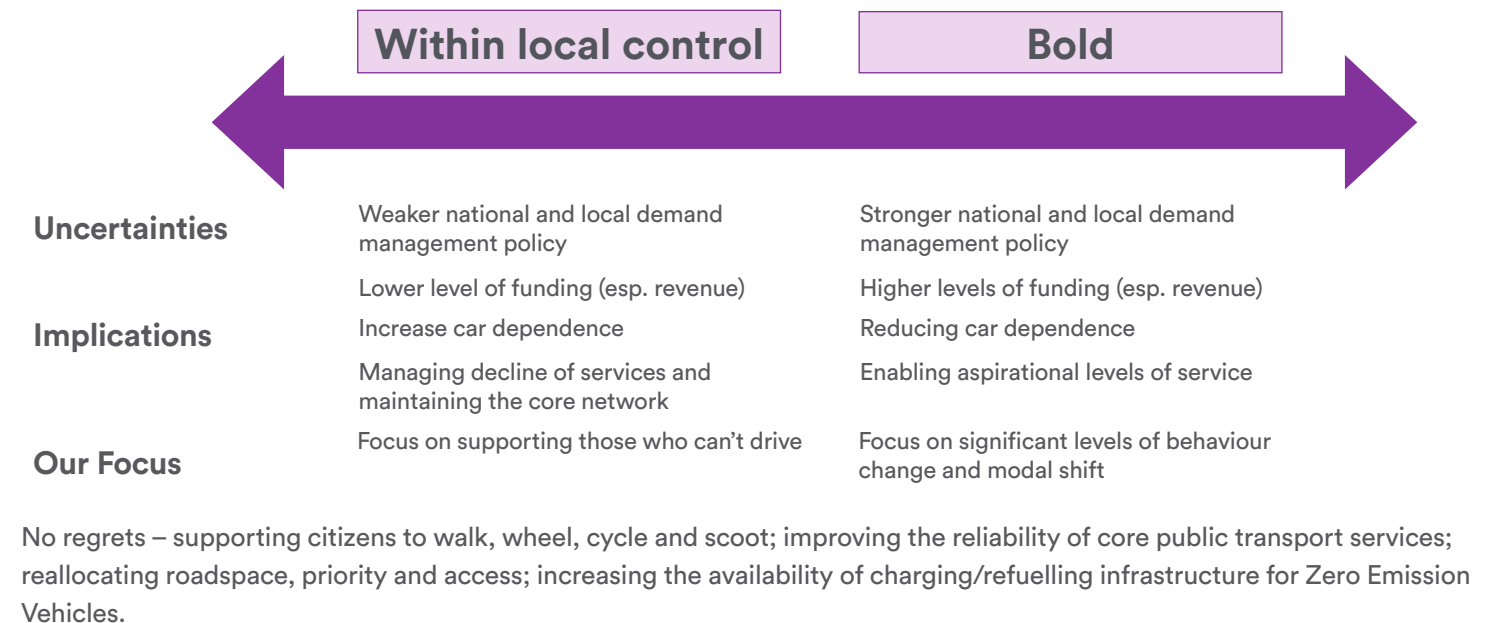 Within local control
Bold
Uncertainties
Weaker national and local demand
management policy
Stronger national and local demand
management policy
Lower level of funding (esp. revenue)
Higher levels of funding (esp. revenue)
Implications
Increase car dependence
Reducing car dependence
Managing decline of services and
maintaining the core network
Enabling aspirational levels of service
Our Focus
Focus on supporting those who can’t drive
Focus on significant levels of behaviour
change and modal shift
No regrets – supporting citizens to walk, wheel, cycle and scoot; improving the reliability of core public transport services;
reallocating roadspace, priority and access; increasing the availability of charging/refuelling infrastructure for Zero Emission
Vehicles.